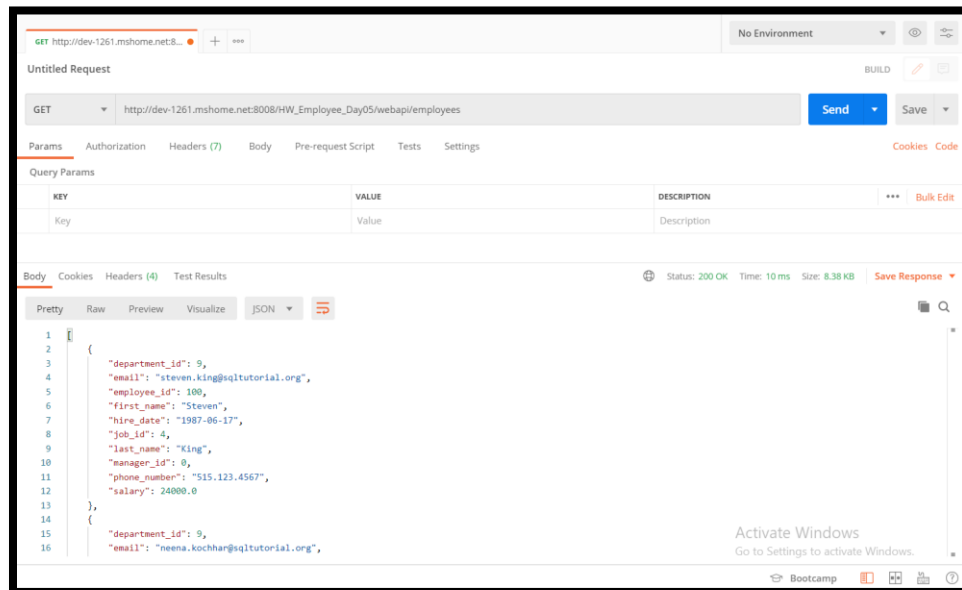 GET http://dev-1261.mshome.net:8...
No Environment
Untitled Request
BUILD
GET http://dev-1261.mshome.net:8008/HW_Employee_Day05/webapi/employees Send Save
Params Authorization Headers (7) Body Pre-request Script Tests Settings Cookies Code
Query Params
KEY VALUE DESCRIPTION ••• Bulk Edit
Key Value Description
Body Cookies Headers (4) Test Results Status: 200 OK Time: 10 ms Size: 8.38 KB Save Response
Pretty Raw Preview Visualize JSON
1 [
2 {
3 "department_id": 9,
4 "email": "steven.king@sqltutorial.org",
5 "employee_id": 100,
6 "first_name": "Steven",
7 "hire_date": "1987-06-17",
8 "job_id": 4,
9 "last_name": "King",
10 "manager_id": 0,
11 "phone_number": "515.123.4567",
12 "salary": 24000.0
13 },
14 {
15 "department_id": 9,
16 "email": "neena.kochhar@sqltutorial.org",
Activate Windows
Go to Settings to activate Windows.
Bootcamp